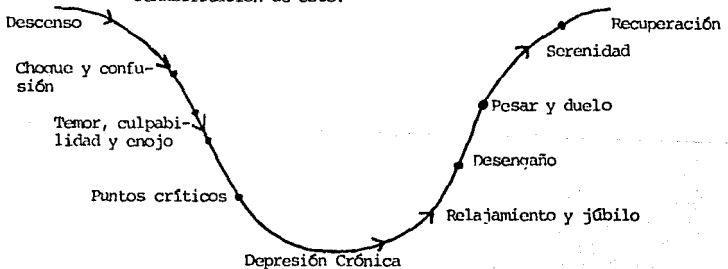 Descenso
Choque y confu-
sión
Temor, culpabi-
lidad y enojo
Puntos críticos
Depresión Crónica
Relajamiento y júbilo
Desengaño
Pesar y duelo
Serenidad
Recuperación